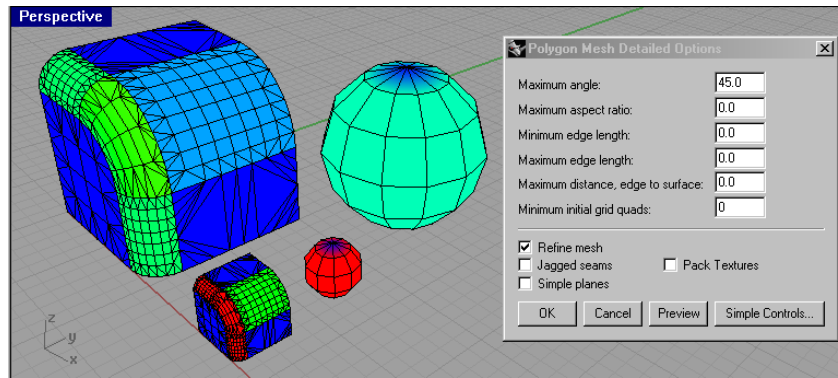 Perspective
Polygon Mesh Detailed Options
Maximum angle: 45.0
Maximum aspect ratio: 0.0
Minimum edge length: 0.0
Maximum edge length: 0.0
Maximum distance, edge to surface: 0.0
Minimum initial grid quads: 0
Refine mesh
Jagged seams Pack Textures
Simple planes
OK Cancel Preview Simple Controls...
z
y
x